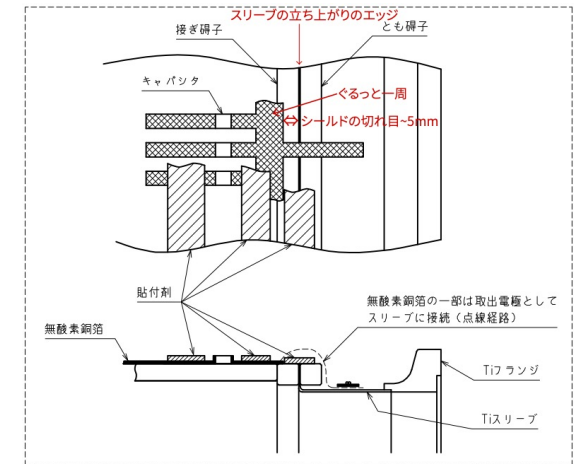 スリーブの立ち上がりのエッジ
接ぎ碍子
とも碍子
キャパシタ
ぐるっと一周
シールドの切れ目~5mm
貼付剤
無酸素銅箔の一部は取出電極として
スリーブに接続（点線経路）
無酸素銅箔
Tiフランジ
Tiスリーブ